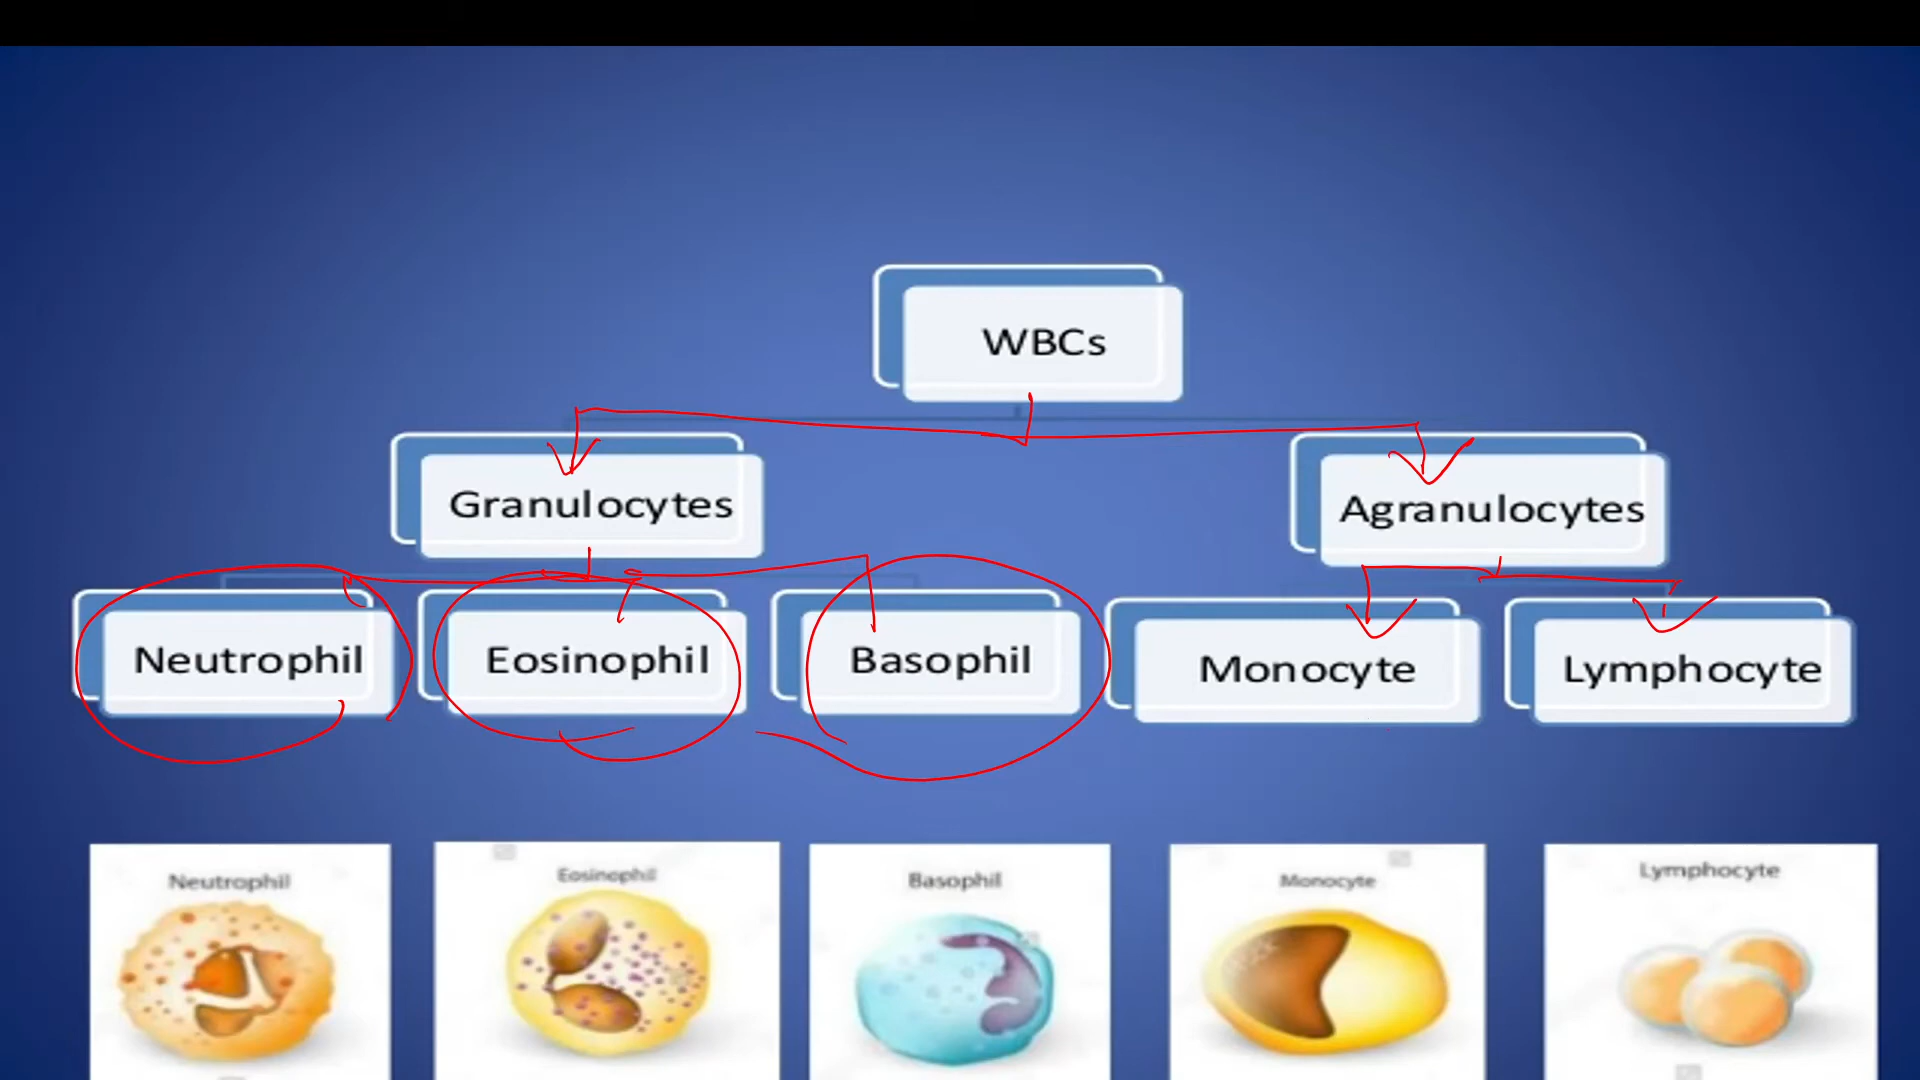 WBCs
Granulocytes
Agranulocytes
Neutrophil
Eosinophil
Basophil
Monocyte
Lymphocyte
Neutrophil
Eosinophil
Basophil
Monocyte
Lymphocyte